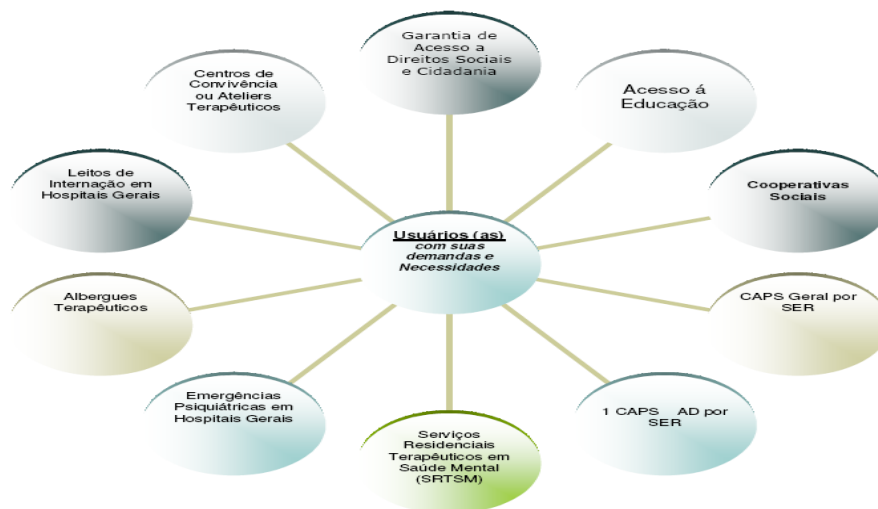 Garantia de
Acesso a
Direitos Sociais
e Cidadania
Centros de
Convivência
ou Ateliers
Terapêuticos
Acesso á
Educação
Leitos de
Internação em
Hospitais Gerais
Cooperativas
Sociais
Usuários (as)
com suas
demandas e
Necessidades
Albergues
Terapêuticos
CAPS Geral por
SER
Emergências
Psiquiátricas em
Hospitais Gerais
1 CAPS AD por
SER
Serviços
Residenciais
Terapêuticos em
Saúde Mental
(SRTSM)